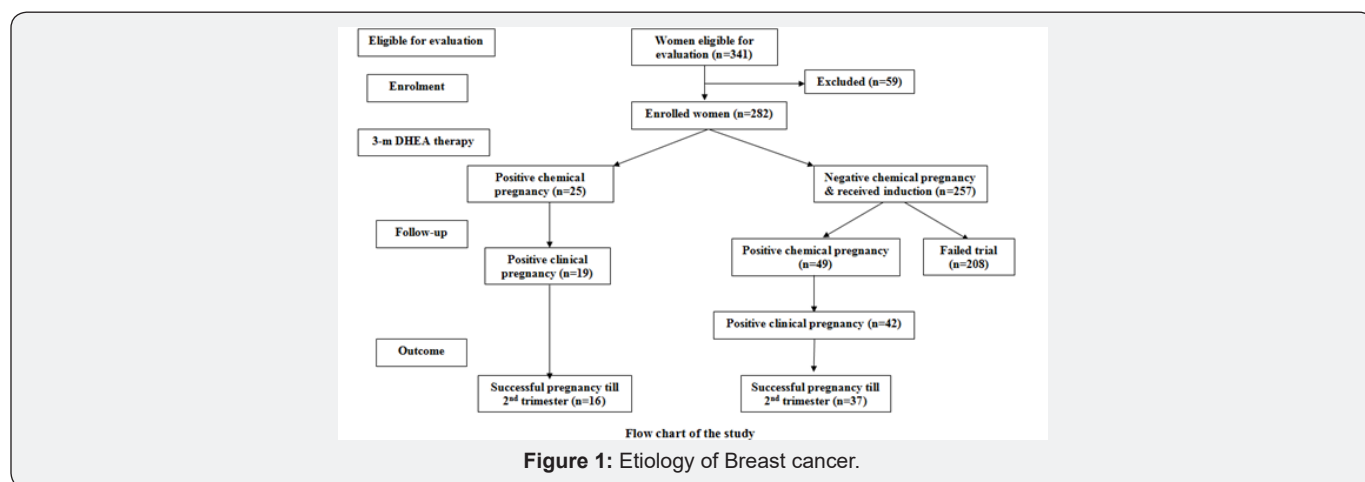 Eligible for evaluation
Women eligible for
evaluation (n=341)
Enrolment
Excluded (n=59)
Enrolled women (n=282)
3-m DHEA therapy
Positive chemical
pregnancy (n=25)
Negative chemical pregnancy
& received induction (n=257)
Follow-up
Positive clinical
pregnancy (n=19)
Positive chemical pregnancy
(n=49)
Failed trial
(n=208)
Positive clinical pregnancy (n=42)
Outcome
Successful pregnancy till
2nd trimester (n=16)
Successful pregnancy till
2nd trimester (n=37)
Flow chart of the study
Figure 1: Etiology of Breast cancer.